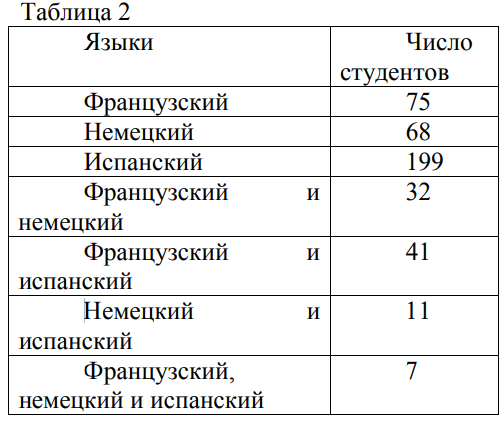 Таблица 2
Языки Число
студентов
Французский 75
Немецкий 68
Испанский 199
Французский и 32
немецкий
Французский и 41
испанский
Немецкий и 11
испанский
Французский, 7
немецкий и испанский